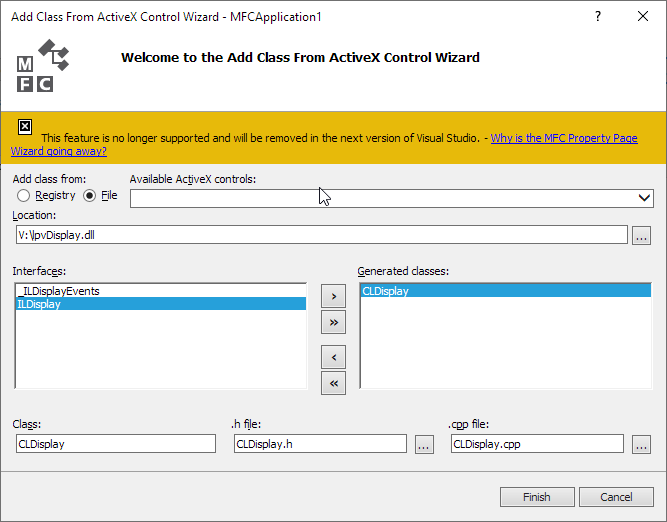 Add Class From ActiveX Control Wizard - MFCApplication1
M
F C
Welcome to the Add Class From ActiveX Control Wizard
This feature is no longer supported and will be removed in the next version of Visual Studio. - Why is the MFC Property Page
Wizard going away?
Add class from:
Available ActiveX controls:
Registry
File
Location:
V:\lpvDisplay.dll
...
Interfaces:
Generated classes:
_ILDisplayEvents
ILDisplay
CLDisplay
Class:
.h file:
.cpp file:
CLDisplay
CLDisplay.h
...
CLDisplay.cpp
...
Finish
Cancel